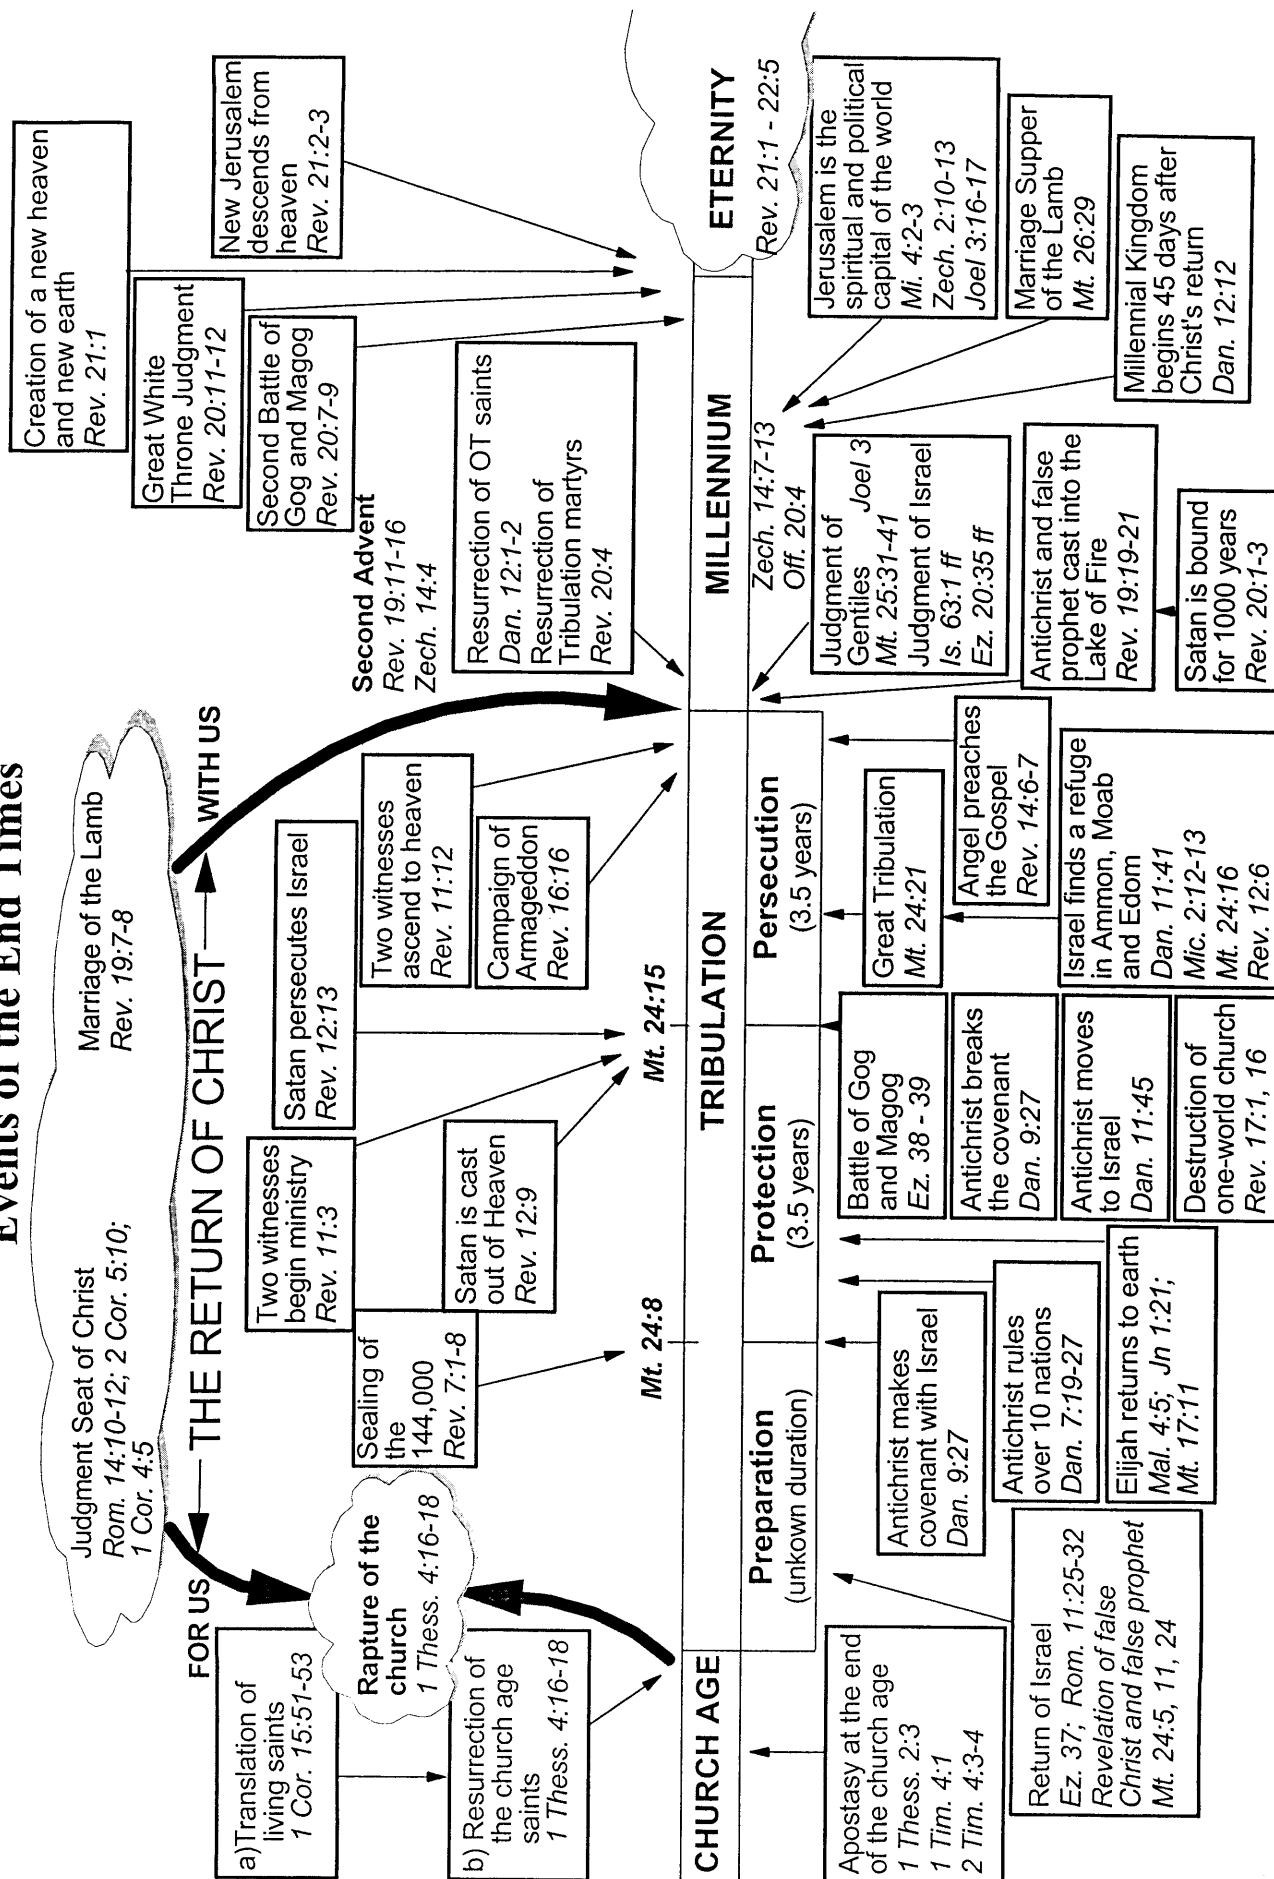 Events of the End Times
Judgment Seat of Christ
Rom. 14:10-12; 2 Cor. 5:10;
1 Cor. 4:5
Marriage of the Lamb
Rev. 19:7-8
FOR US
THE RETURN OF CHRIST
WITH US
a)Translation of
living saints
1 Cor. 15:51-53
Rapture of the
church
1 Thess. 4:16-18
b) Resurrection of
the church age
saints
1 Thess. 4:16-18
Two witnesses
begin ministry
Rev. 11:3
Sealing of
the
144,000
Rev. 7:1-8
Satan is cast
out of Heaven
Rev. 12:9
Satan persecutes Israel
Rev. 12:13
Two witnesses
ascend to heaven
Rev. 11:12
Campaign of
Armageddon
Rev. 16:16
Second Advent
Rev. 19:11-16
Zech. 14:4
Resurrection of OT saints
Dan. 12:1-2
Resurrection of
Tribulation martyrs
Rev. 20:4
Creation of a new heaven
and new earth
Rev. 21:1
Great White
Throne Judgment
Rev. 20:11-12
Second Battle of
Gog and Magog
Rev. 20:7-9
New Jerusalem
descends from
heaven
Rev. 21:2-3
Mt. 24:8
Mt. 24:15
CHURCH AGE
TRIBULATION
MILLENNIUM
ETERNITY
Rev. 21:1 - 22:5
Preparation
(unkown duration)
Protection
(3.5 years)
Persecution
(3.5 years)
Zech. 14:7-13
Off. 20:4
Apostasy at the end
of the church age
1 Thess. 2:3
1 Tim. 4:1
2 Tim. 4:3-4
Return of Israel
Ez. 37; Rom. 11:25-32
Revelation of false
Christ and false prophet
Mt. 24:5, 11, 24
Antichrist makes
covenant with Israel
Dan. 9:27
Antichrist rules
over 10 nations
Dan. 7:19-27
Elijah returns to earth
Mal. 4:5; Jn 1:21;
Mt. 17:11
Battle of Gog
and Magog
Ez. 38 - 39
Antichrist breaks
the covenant
Dan. 9:27
Antichrist moves
to Israel
Dan. 11:45
Destruction of
one-world church
Rev. 17:1, 16
Great Tribulation
Mt. 24:21
Angel preaches
the Gospel
Rev. 14:6-7
Israel finds a refuge
in Ammon, Moab
and Edom
Dan. 11:41
Mic. 2:12-13
Mt. 24:16
Rev. 12:6
Judgment of
Gentiles Joel 3
Mt. 25:31-41
Judgment of Israel
Is. 63:1 ff
Ez. 20:35 ff
Antichrist and false
prophet cast into the
Lake of Fire
Rev. 19:19-21
Satan is bound
for 1000 years
Rev. 20:1-3
Jerusalem is the
spiritual and political
capital of the world
Mi. 4:2-3
Zech. 2:10-13
Joel 3:16-17
Marriage Supper
of the Lamb
Mt. 26:29
Millennial Kingdom
begins 45 days after
Christ's return
Dan. 12:12